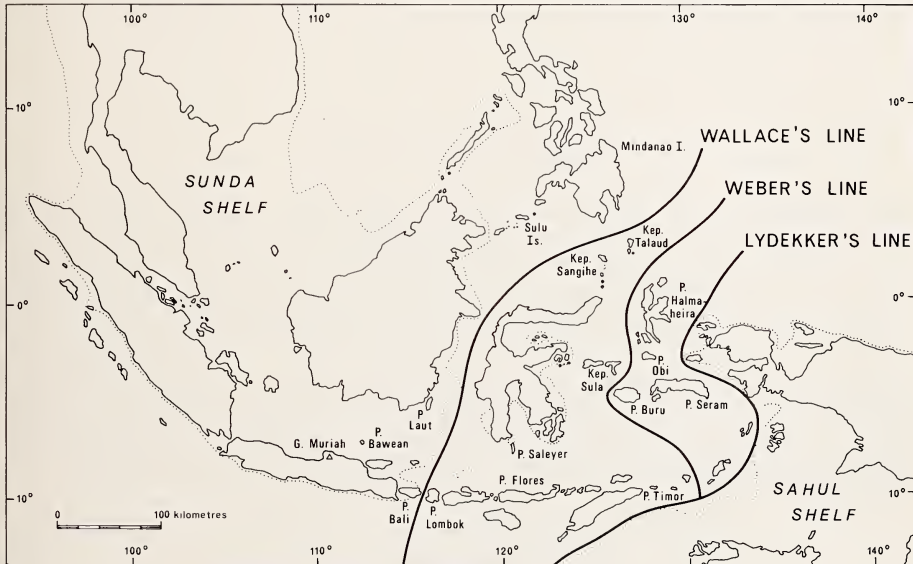 100°
110°
130°
140°
10°
10°
WALLACE'S LINE
Mindanao I.
SUNDA
SHELF
WEBER'S LINE
Sulu
Is.
Kep.
Talaud
LYDEKKER'S LINE
Kep.
Sangihe
0°
0°
P.
Halma-
heira
P.
Obi
Kep.
Sula
P. Buru
P. Seram
P.
Laut
P.
Bawean
G. Muriah
P. Saleyer
P. Flores
P. Timor
SAHUL
SHELF
10°
10°
P.
Bali
P.
Lombok
0
100 kilometres
100°
110°
120°
130°
140°